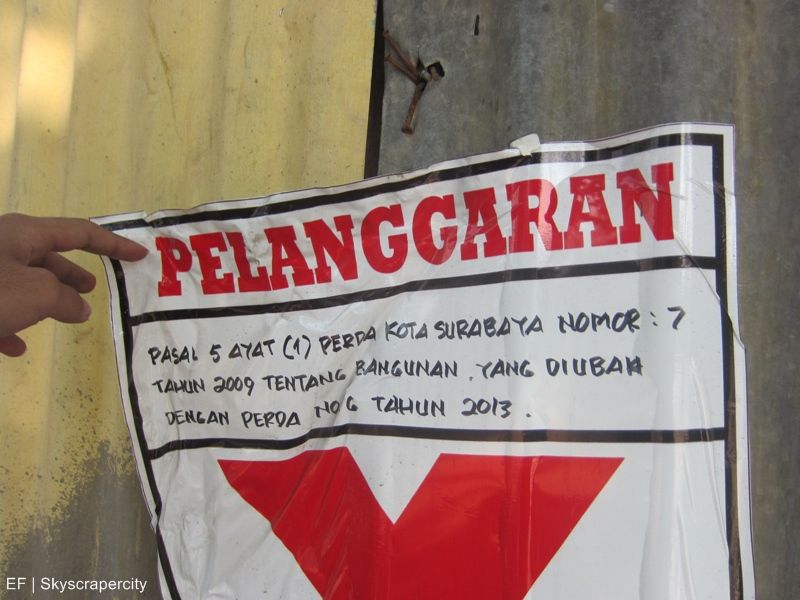 PELANGGARAN
PASAL 5 AYAT (1) PERDA KOTA SURABAYA NOMOR : 7
TAHUN 2009 TENTANG BANGUNAN . YANG DIUBAH
DENGAN PERDA NO 6 TAHUN 2013 .
EF | Skyscrapercity